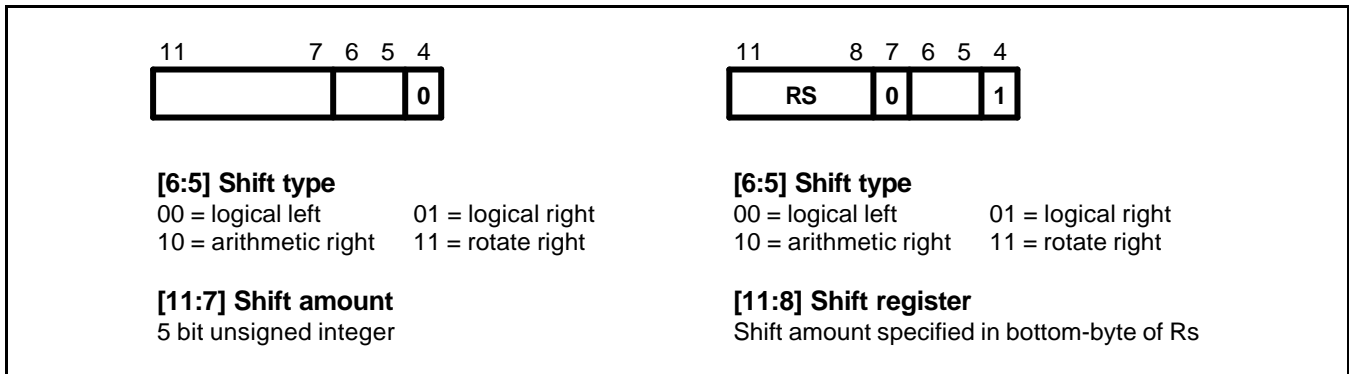 11 7 6 5 4
0
[6:5] Shift type
00 = logical left 01 = logical right
10 = arithmetic right 11 = rotate right
[11:7] Shift amount
5 bit unsigned integer
11 8 7 6 5 4
RS 0 1
[6:5] Shift type
00 = logical left 01 = logical right
10 = arithmetic right 11 = rotate right
[11:8] Shift register
Shift amount specified in bottom-byte of Rs